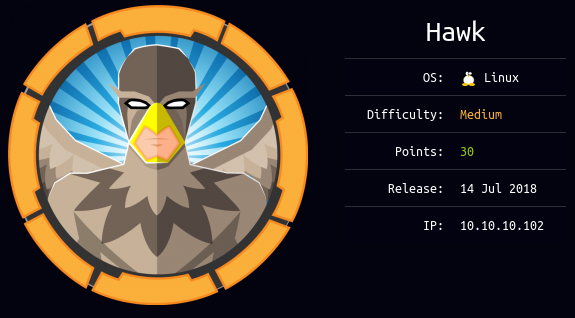 Hawk
OS: Linux
Difficulty: Medium
Points: 30
Release: 14 Jul 2018
IP: 10.10.10.102